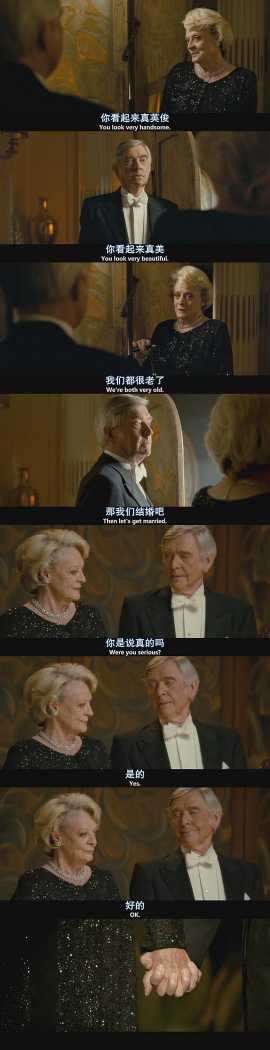 你看起来真英俊
You look very handsome.
你看起来真美
You look very beautiful.
我们都很老了
We're both very old.
那我们结婚吧
Then let's get married.
你是说真的吗
Were you serious?
是的
Yes.
好的
OK.